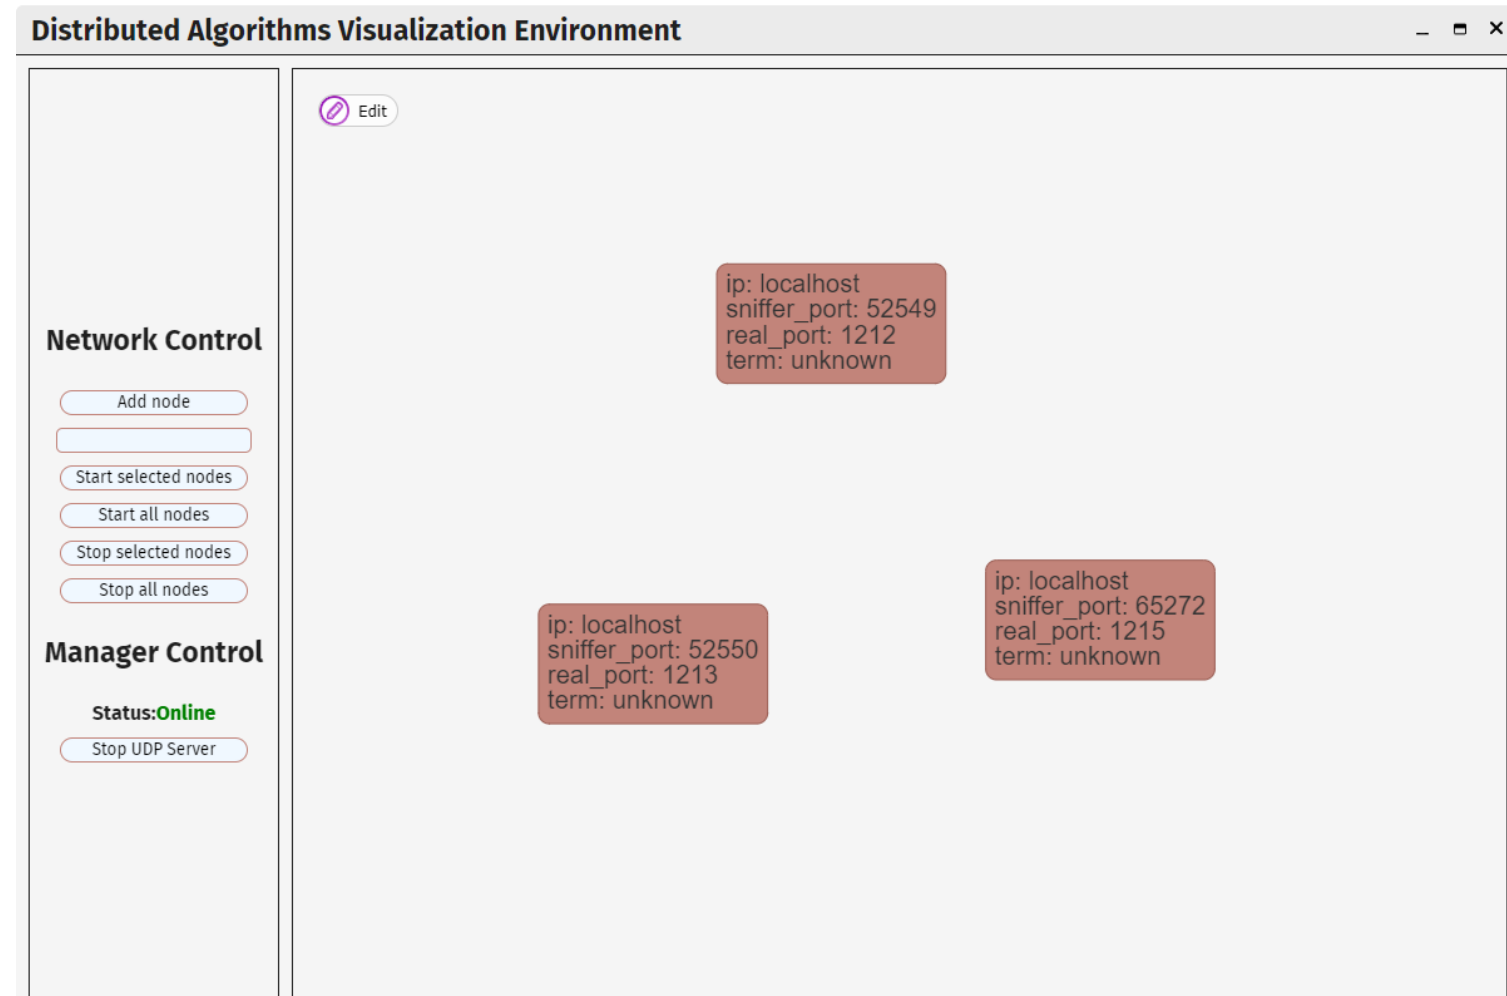 Distributed Algorithms Visualization Environment
Edit
ip: localhost
sniffer_port: 52549
real_port: 1212
term: unknown
Network Control
Add node
Start selected nodes
Start all nodes
Stop selected nodes
Stop all nodes
ip: localhost
sniffer_port: 52550
real_port: 1213
term: unknown
ip: localhost
sniffer_port: 65272
real_port: 1215
term: unknown
Manager Control
Status:Online
Stop UDP Server